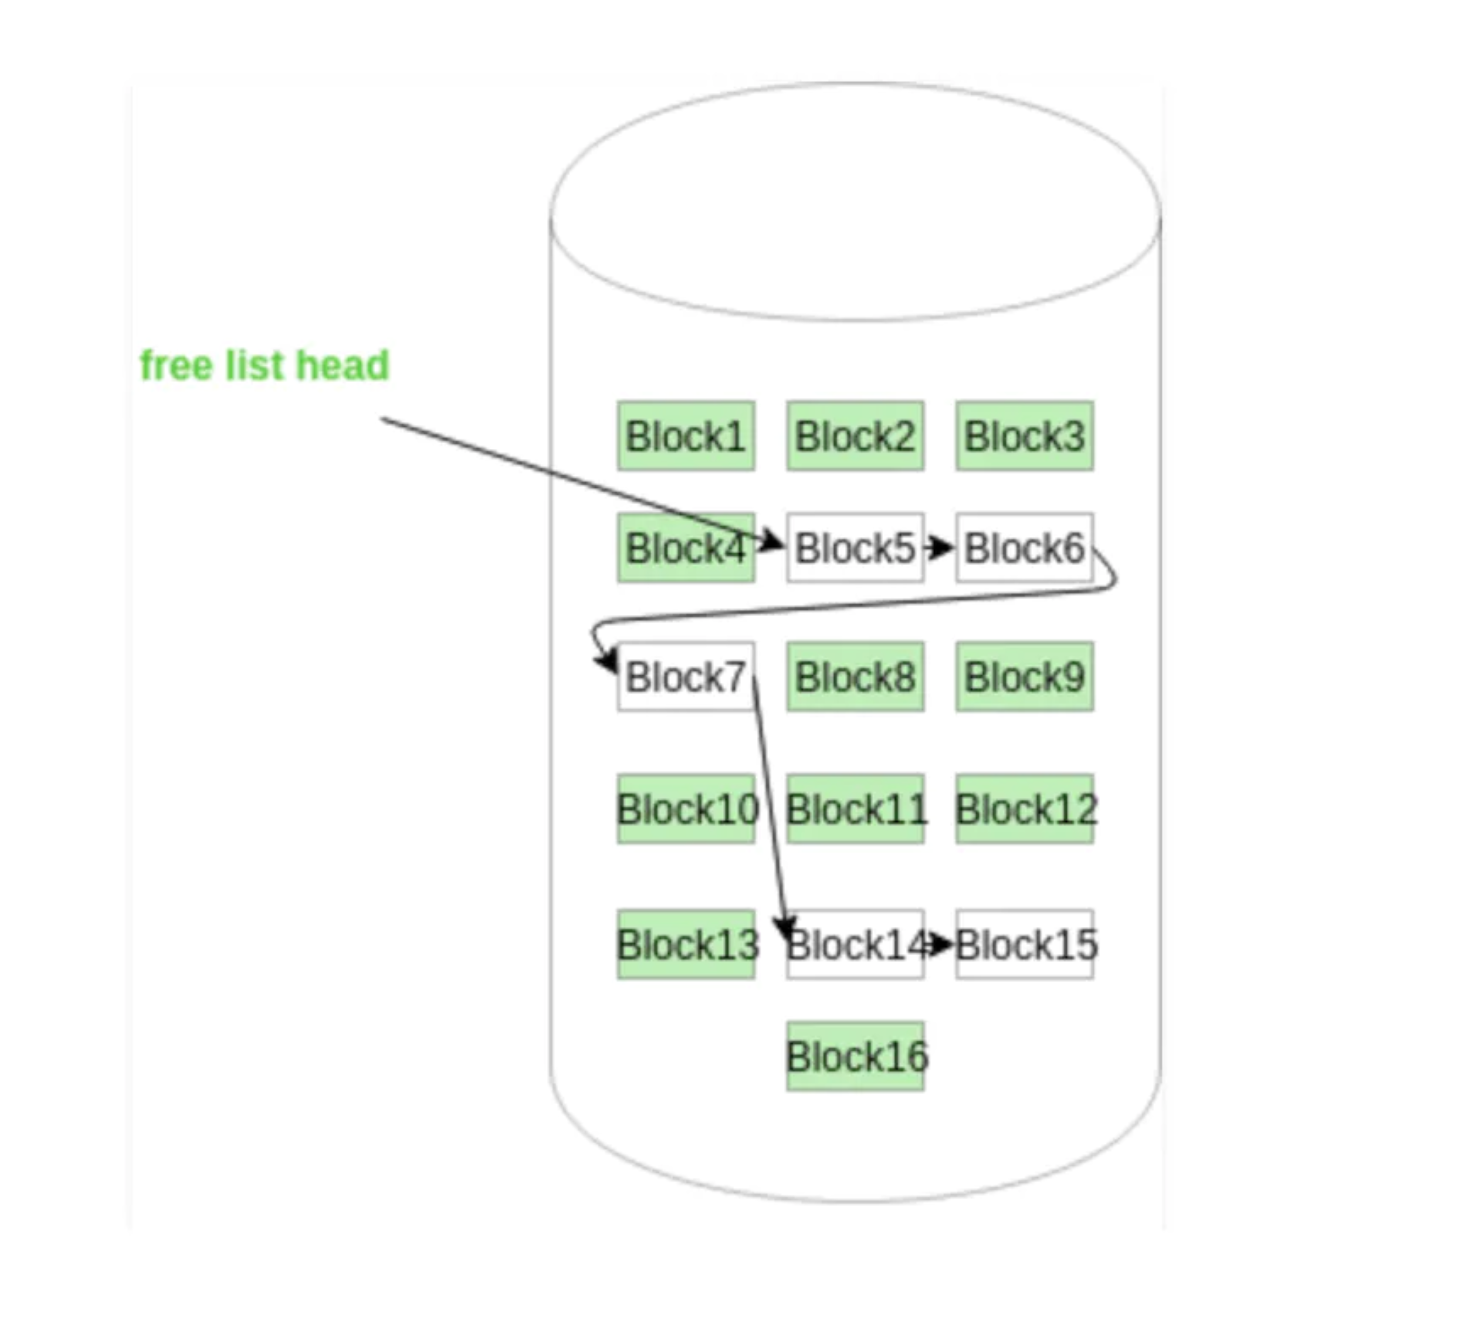 free list head
Block1 Block2 Block3
Block4 Block5 Block6
Block7 Block8 Block9
Block10 Block11 Block12
Block13 Block14 Block15
Block16